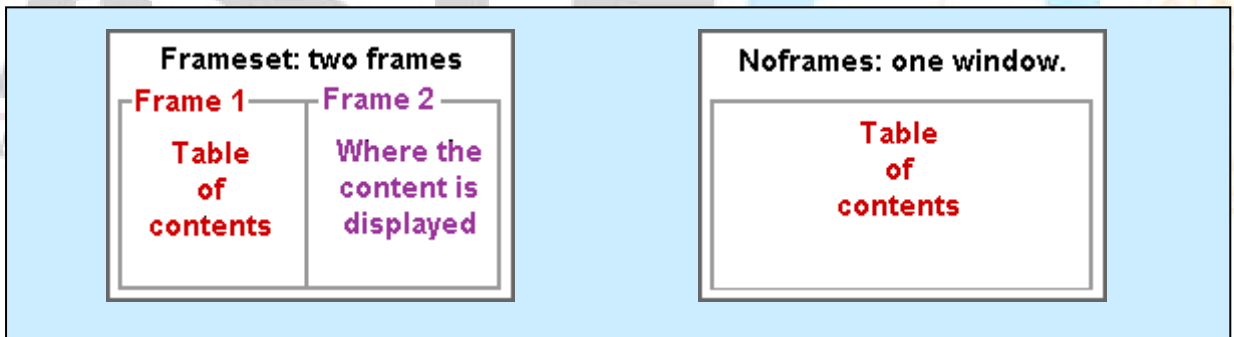 Frameset: two frames
Frame 1
Table
of
contents
Frame 2
Where the
content is
displayed
Noframes: one window.
Table
of
contents